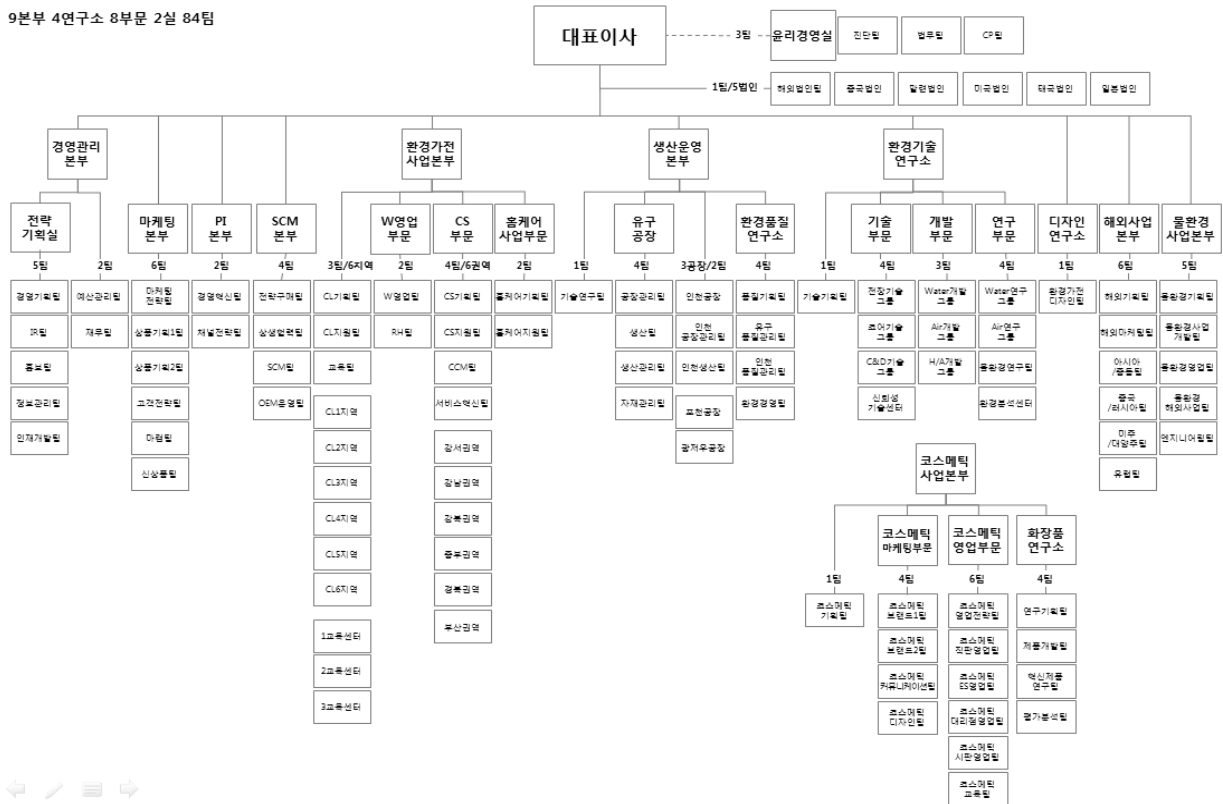 9본부 4연구소 8부문 2실 84팀
대표이사
3팀
윤리경영실
진단팀
법무팀
CP팀
1팀/5법인
해외법인팀
중국법인
말련법인
미국법인
태국법인
일본법인
경영관리
본부
환경가전
사업본부
생산운영
본부
환경기술
연구소
전략
기획실
마케팅
본부
PI
본부
SCM
본부
W영업
부문
CS
부문
홈케어
사업부문
유구
공장
환경품질
연구소
기술
부문
개발
부문
연구
부문
디자인
연구소
해외사업
본부
물환경
사업본부
5팀
2팀
6팀
2팀
4팀
3팀/6지역
2팀
4팀/6권역
2팀
1팀
4팀
3공장/2팀
4팀
1팀
4팀
3팀
4팀
1팀
6팀
5팀
경영기획팀
예산관리팀
마케팅
전략팀
경영혁신팀
전략구매팀
CL기획팀
W영업팀
CS기획팀
홈케어기획팀
기술연구팀
공장관리팀
인천공장
품질기획팀
기술기획팀
전장기술
그룹
Water개발
그룹
Water연구
그룹
환경가전
디자인팀
해외기획팀
물환경기획팀
IR팀
재무팀
상품기획1팀
채널전략팀
상생협력팀
CL지원팀
RH팀
CS지원팀
홈케어지원팀
생산팀
인천
공장관리팀
유구
품질관리팀
코어기술
그룹
Air개발
그룹
Air연구
그룹
해외마케팅팀
물환경사업
개발팀
홍보팀
상품기획2팀
SCM팀
교육팀
CCM팀
생산관리팀
인천생산팀
인천
품질관리팀
C&D기술
그룹
H/A개발
그룹
물환경연구팀
아시아
/중동팀
물환경영업팀
정보관리팀
고객전략팀
OEM운영팀
CL1지역
서비스혁신팀
자재관리팀
포천공장
환경경영팀
신뢰성
기술센터
환경분석센터
중국
/러시아팀
물환경
해외사업팀
인재개발팀
마렴팀
CL2지역
강서권역
광저우공장
미주
/대양주팀
엔지니어링팀
신상품팀
CL3지역
강남권역
유럽팀
CL4지역
강북권역
CL5지역
중부권역
CL6지역
경북권역
1교육센터
부산권역
2교육센터
3교육센터
코스메틱
사업본부
코스메틱
마케팅부문
코스메틱
영업부문
화장품
연구소
1팀
4팀
6팀
4팀
코스메틱
기획팀
코스메틱
브랜드1팀
코스메틱
영업전략팀
연구기획팀
코스메틱
브랜드2팀
코스메틱
직판영업팀
제품개발팀
코스메틱
커뮤니케이션팀
코스메틱
ES영업팀
혁신제품
연구팀
코스메틱
디자인팀
코스메틱
대리점영업팀
평가분석팀
코스메틱
시판영업팀
코스메틱
교육팀